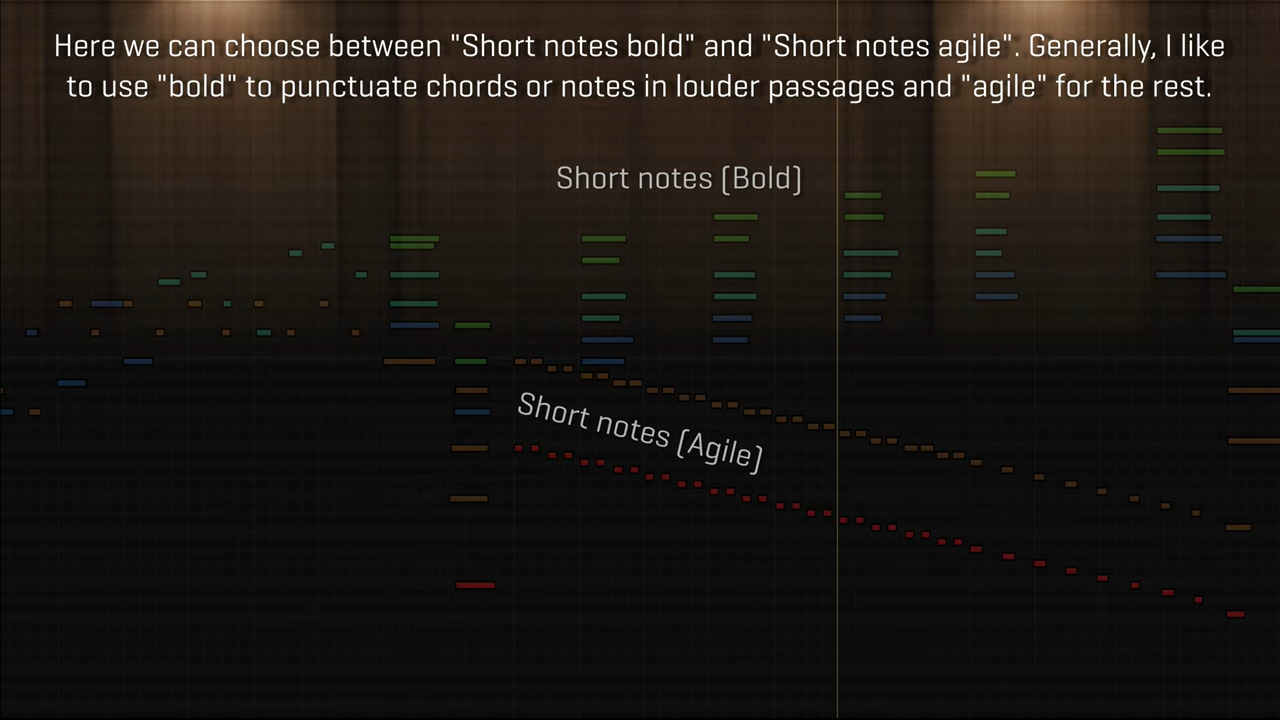 Here we can choose between "Short notes bold" and "Short notes agile". Generally, I like
to use "bold" to punctuate chords or notes in louder passages and "agile" for the rest.
Short notes (Bold)
Short notes (Agile)